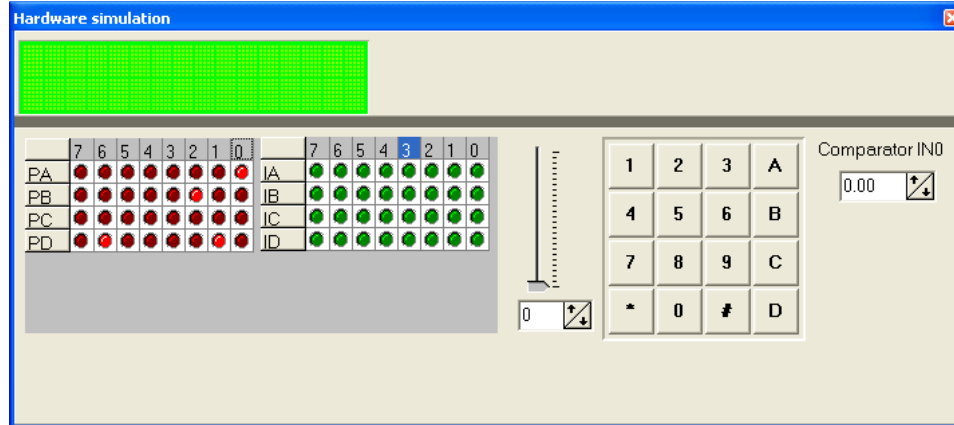 Hardware simulation
7 6 5 4 3 2 1 0
7 6 5 4 3 2 1 0
PA
IA
PB
IB
PC
IC
PD
ID
0
1 2 3 A
4 5 6 B
7 8 9 C
* 0 # D
Comparator IN0
0.00